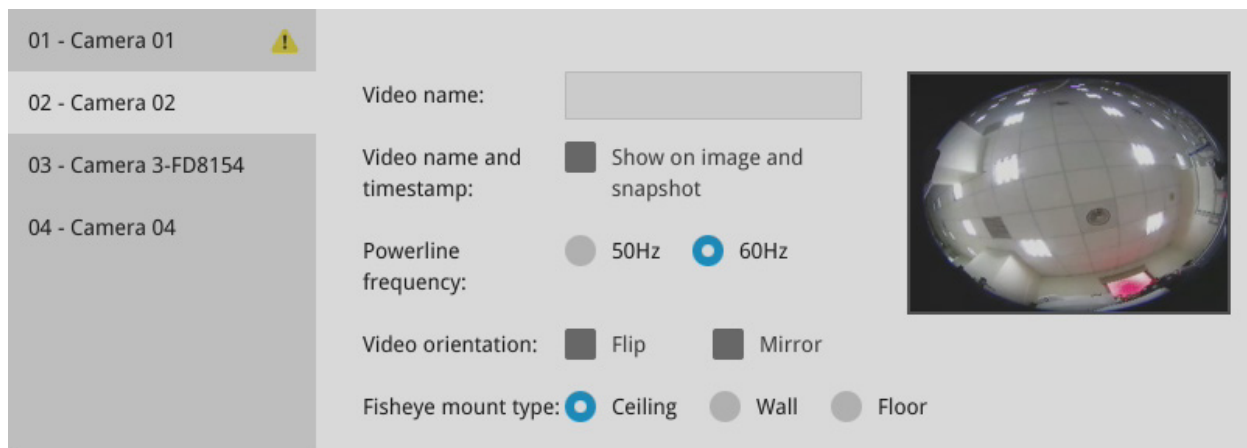 01 - Camera 01
02 - Camera 02
03 - Camera 3-FD8154
04 - Camera 04
Video name:
Video name and
timestamp:
Show on image and
snapshot
Powerline
frequency:
50Hz 60Hz
Video orientation: Flip Mirror
Fisheye mount type: Ceiling Wall Floor